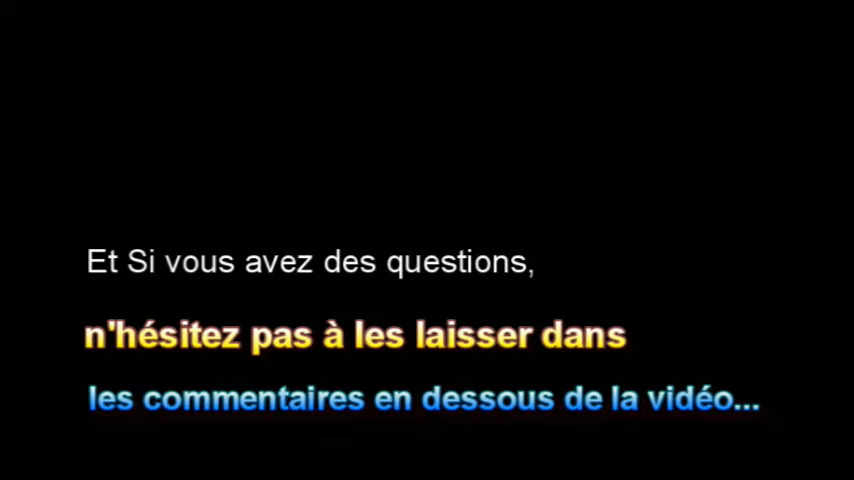 Et Si vous avez des questions,
n'hésitez pas à les laisser dans
les commentaires en dessous de la vidéo...